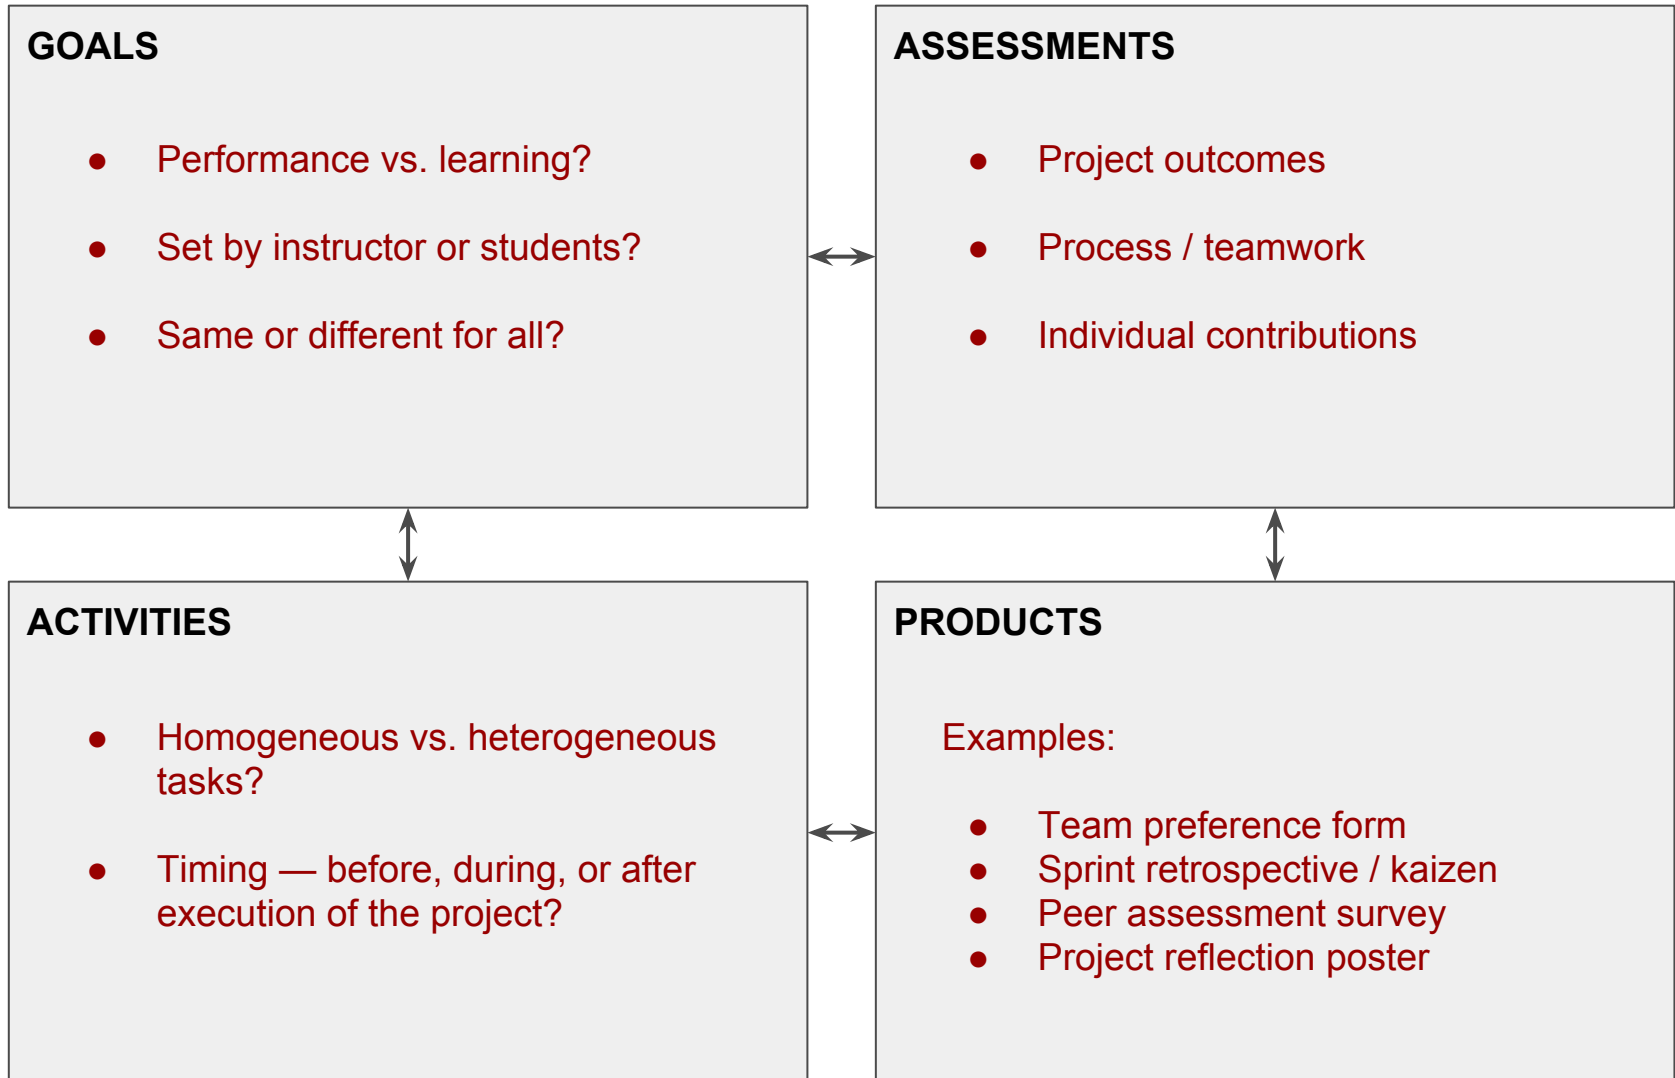 GOALS
● Performance vs. learning?
● Set by instructor or students?
● Same or different for all?
ASSESSMENTS
● Project outcomes
● Process / teamwork
● Individual contributions
ACTIVITIES
● Homogeneous vs. heterogeneous
tasks?
● Timing — before, during, or after
execution of the project?
PRODUCTS
Examples:
● Team preference form
● Sprint retrospective / kaizen
● Peer assessment survey
● Project reflection poster